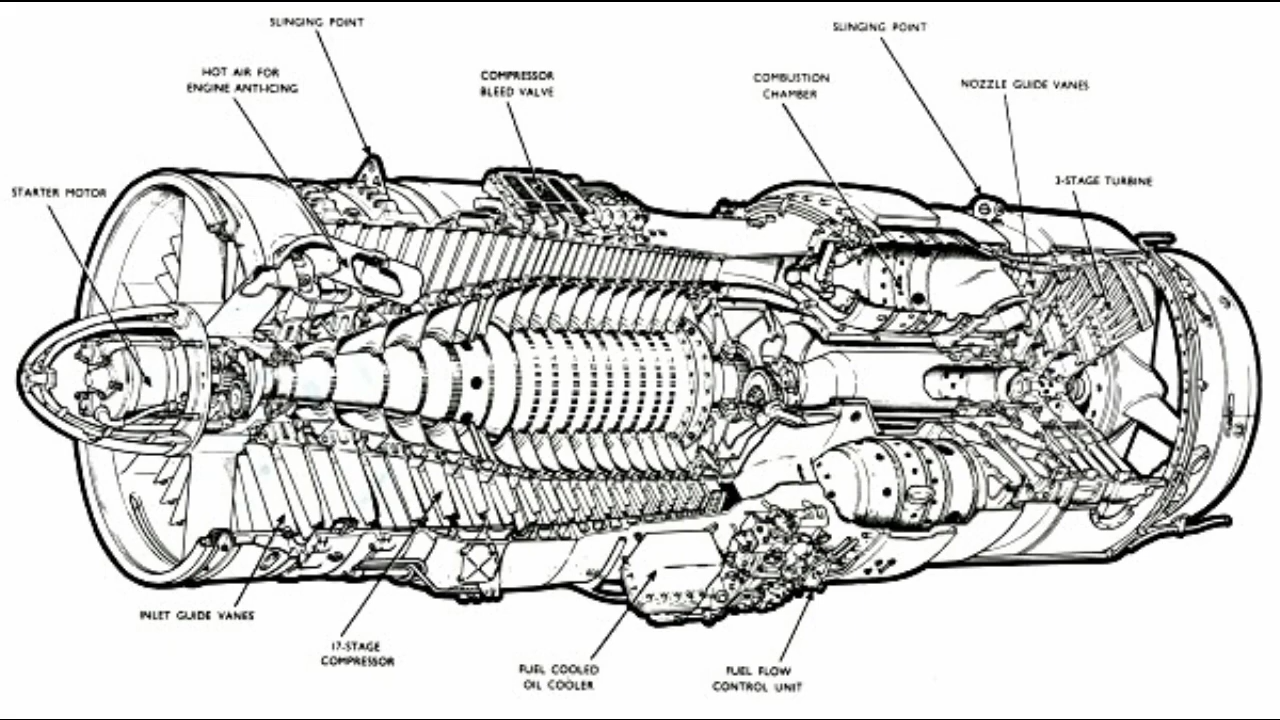 SLINGING POINT
SLINGING POINT
HOT AIR FOR
ENGINE ANTI-ICING
COMPRESSOR
BLEED VALVE
COMBUSTION
CHAMBER
NOZZLE GUIDE VANES
STARTER MOTOR
3-STAGE TURBINE
INLET GUIDE VANES
17-STAGE
COMPRESSOR
FUEL COOLED
OIL COOLER
FUEL FLOW
CONTROL UNIT